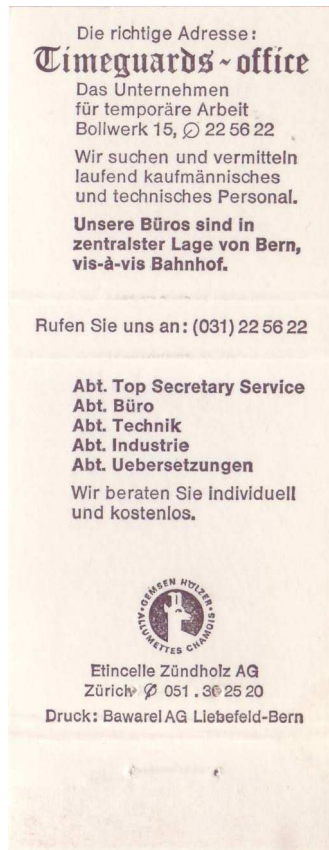 Die richtige Adresse:
Timeguards ~ office
Das Unternehmen
für temporäre Arbeit
Bollwerk 15, ∅ 22 56 22
Wir suchen und vermitteln
laufend kaufmännisches
und technisches Personal.
Unsere Büros sind in
zentralster Lage von Bern,
vis-à-vis Bahnhof.
Rufen Sie uns an: (031) 22 56 22
Abt. Top Secretary Service
Abt. Büro
Abt. Technik
Abt. Industrie
Abt. Uebersetzungen
Wir beraten Sie individuell
und kostenlos.
GEMSEN HÖLZER
ALLUMETTES CHAMOIS
Etincelle Zündholz AG
Zürich ∅ 051 . 36 25 20
Druck: Bawarel AG Liebefeld-Bern